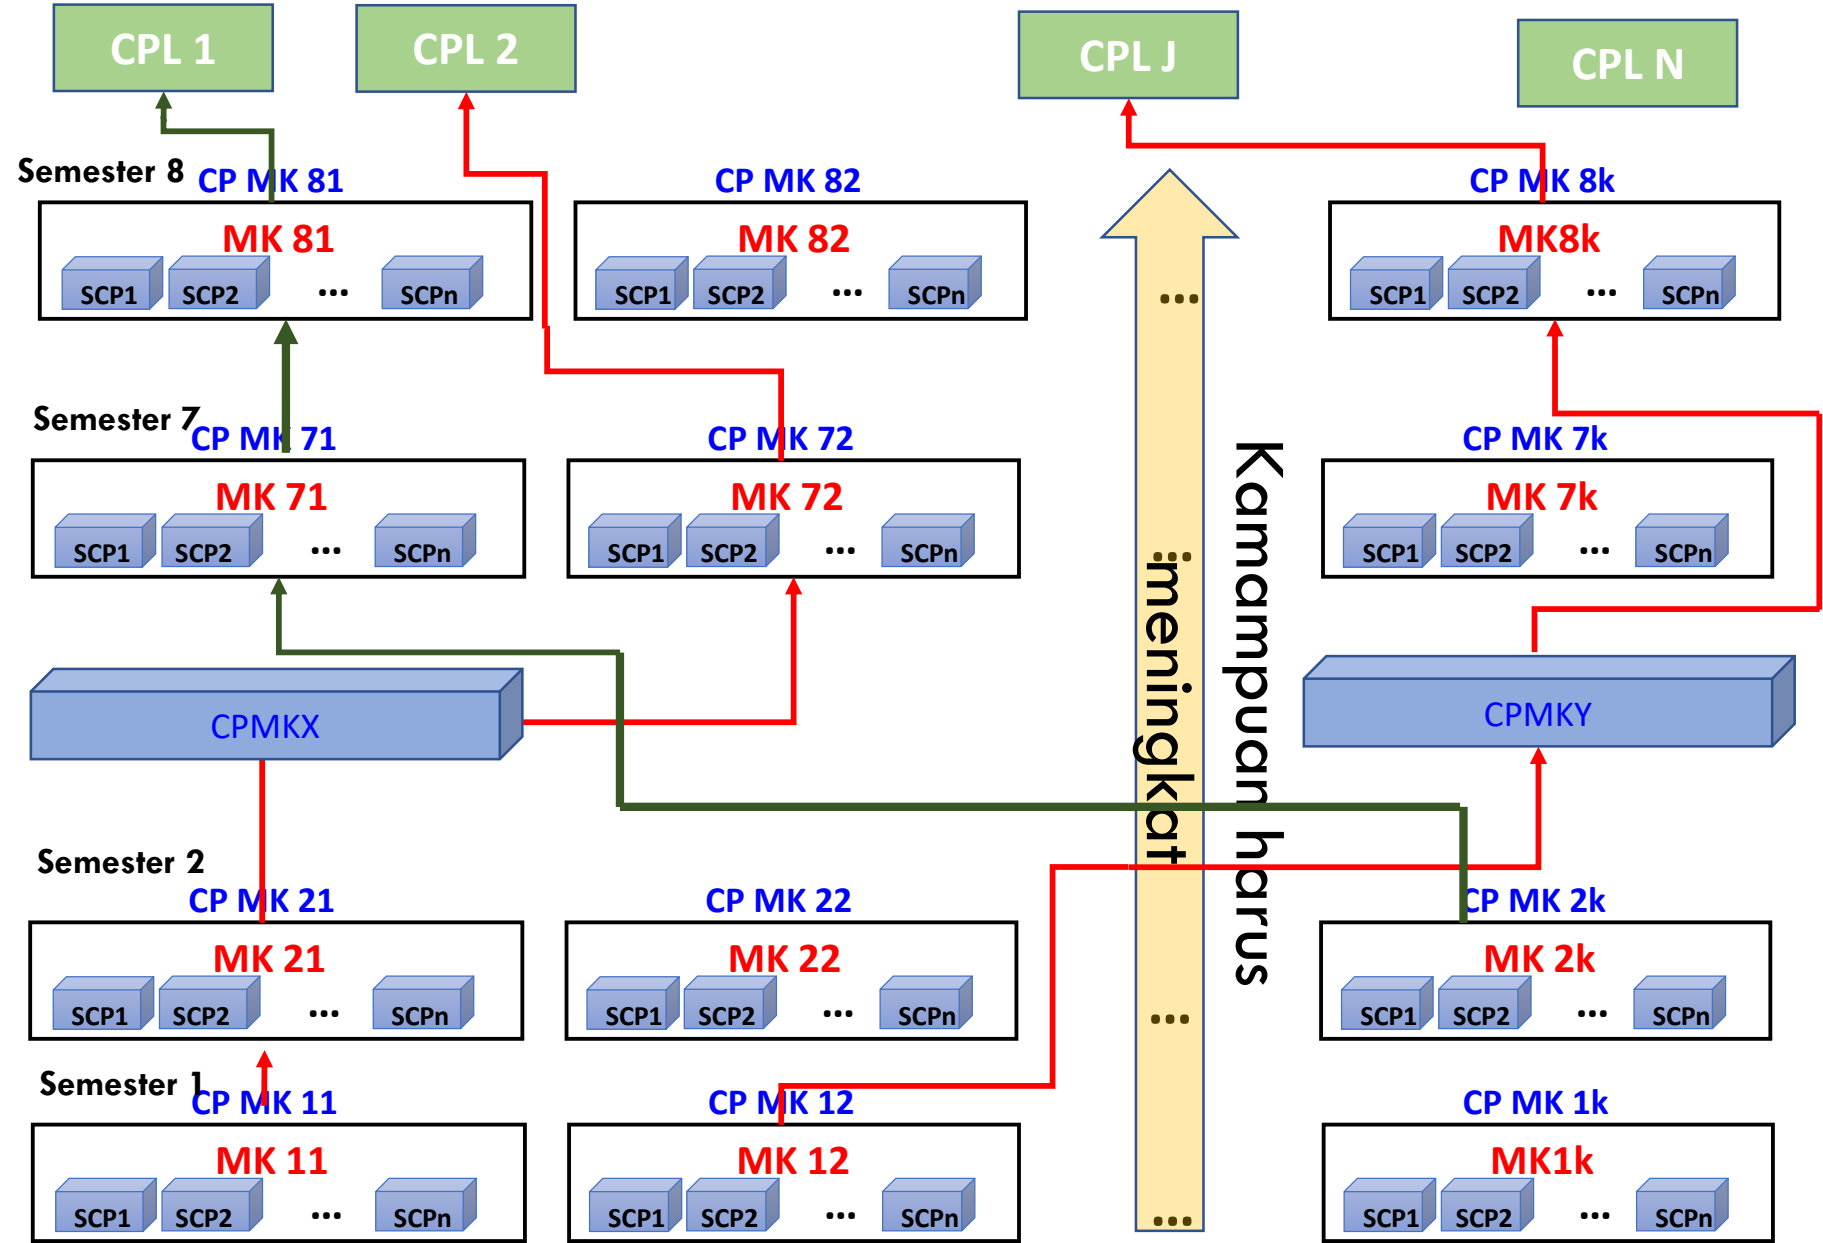 CPL 1
CPL 2
CPL J
CPL N
Semester 8
CP MK 81
CP MK 82
CP MK 8k
MK 81
MK 82
MK8k
SCP1 SCP2 ... SCPn
SCP1 SCP2 ... SCPn
...
SCP1 SCP2 ... SCPn
Semester 7
CP MK 71
CP MK 72
CP MK 7k
MK 71
MK 72
MK 7k
SCP1 SCP2 ... SCPn
SCP1 SCP2 ... SCPn
...
SCP1 SCP2 ... SCPn
Kamampuan harus
meningkat
CPMKX
CPMKY
Semester 2
CP MK 21
CP MK 22
CP MK 2k
MK 21
MK 22
MK 2k
SCP1 SCP2 ... SCPn
SCP1 SCP2 ... SCPn
...
SCP1 SCP2 ... SCPn
Semester 1
CP MK 11
CP MK 12
CP MK 1k
MK 11
MK 12
MK1k
SCP1 SCP2 ... SCPn
SCP1 SCP2 ... SCPn
...
SCP1 SCP2 ... SCPn